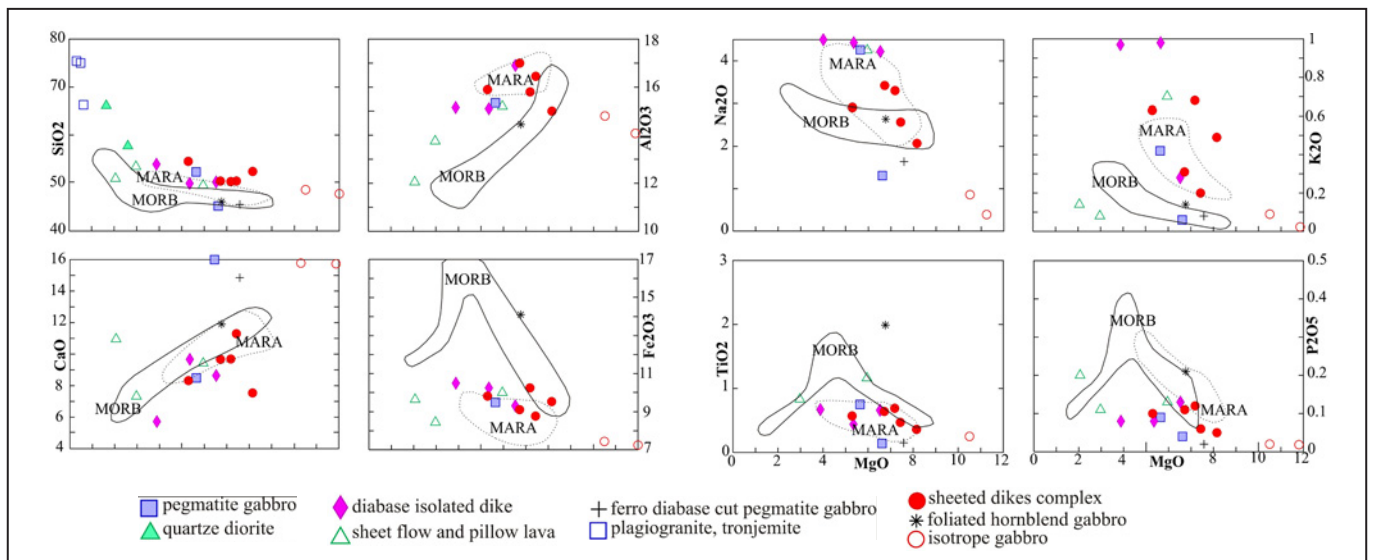 80
70
60
50
40
SiO2
MARA
MORB
18
16
14
12
10
Al2O3
MARA
MORB
4
2
0
Na2O
MARA
MORB
1
0.8
0.6
0.4
0.2
0
K2O
MARA
MORB
16
14
12
10
8
6
4
CaO
MARA
MORB
17
15
13
11
9
7
Fe2O3
MORB
MARA
3
2
1
0
TiO2
MORB
MARA
0 2 4 6 8 10 12
MgO
0.5
0.4
0.3
0.2
0.1
0
P2O5
MORB
MARA
0 2 4 6 8 10 12
MgO
pegmatite gabbro
quartze diorite
diabase isolated dike
sheet flow and pillow lava
ferro diabase cut pegmatite gabbro
plagiogranite, tronjemite
sheeted dikes complex
foliated hornblend gabbro
isotrope gabbro